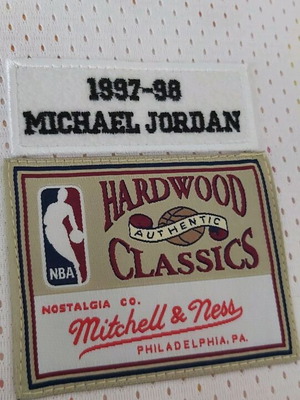 1997-98
MICHAEL JORDAN
HARDWOOD
AUTHENTIC
CLASSICS
NBA
NOSTALGIA CO.
Mitchell & Ness
PHILADELPHIA, PA.